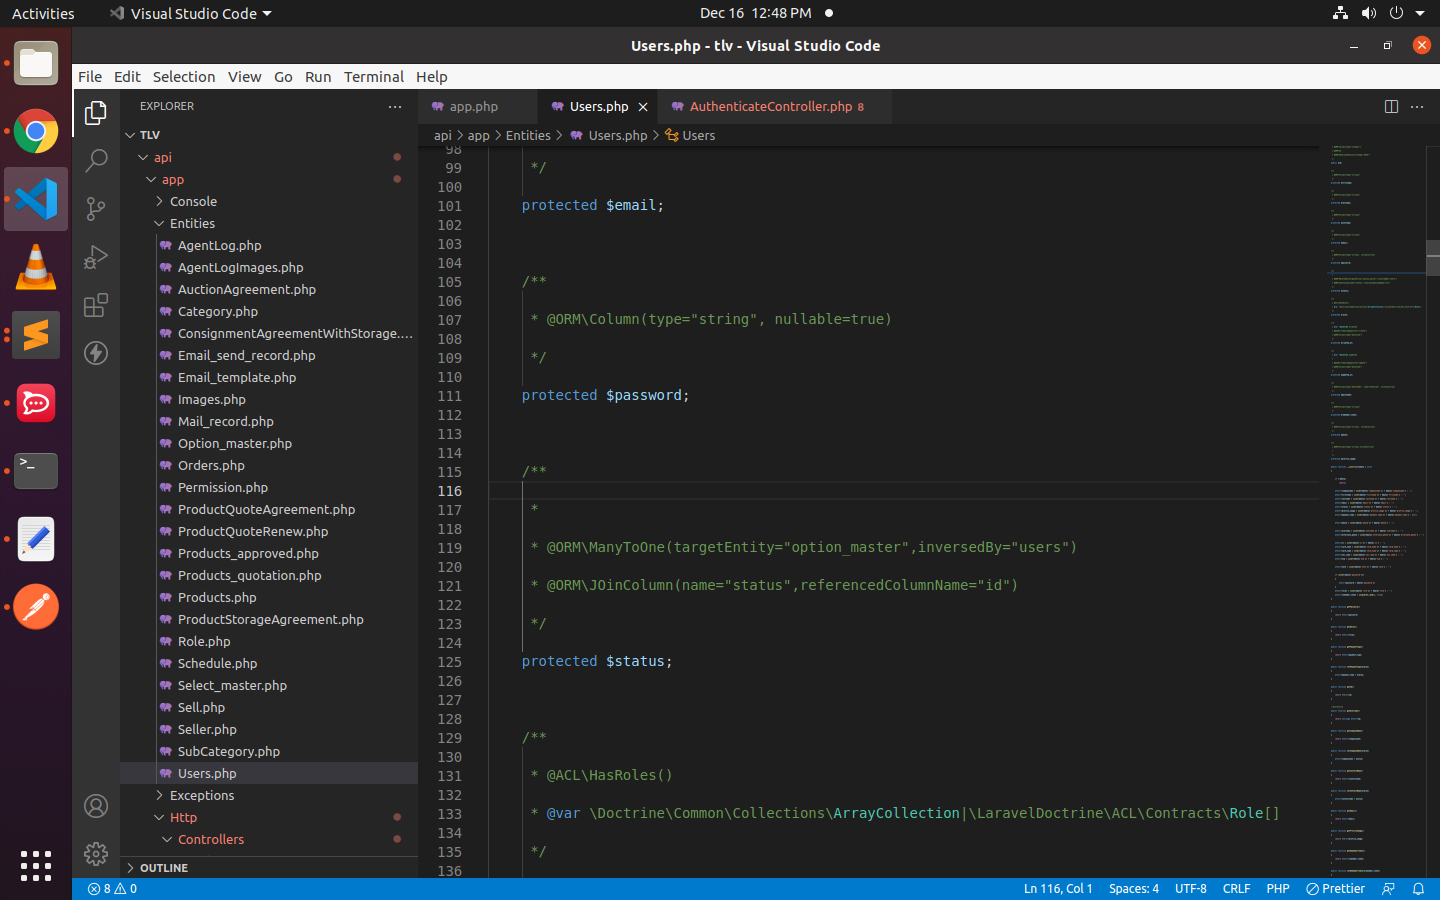 Activities
Visual Studio Code
Dec 16 12:48 PM
Users.php - tlv - Visual Studio Code
File Edit Selection View Go Run Terminal Help
EXPLORER
app.php
Users.php
AuthenticateController.php 8
api > app > Entities > Users.php > Users
TLV
api
app
Console
Entities
AgentLog.php
AgentLogImages.php
AuctionAgreement.php
Category.php
ConsignmentAgreementWithStorage....
Email_send_record.php
Email_template.php
Images.php
Mail_record.php
Option_master.php
Orders.php
Permission.php
ProductQuoteAgreement.php
ProductQuoteRenew.php
Products_approved.php
Products_quotation.php
Products.php
ProductStorageAgreement.php
Role.php
Schedule.php
Select_master.php
Sell.php
Seller.php
SubCategory.php
Users.php
Exceptions
Http
Controllers
OUTLINE
98
99 */
100
101 protected $email;
102
103
104
105 /**
106
107 * @ORM\Column(type="string", nullable=true)
108
109 */
110
111 protected $password;
112
113
114
115 /**
116
117 *
118
119 * @ORM\ManyToOne(targetEntity="option_master",inversedBy="users")
120
121 * @ORM\JOinColumn(name="status",referencedColumnName="id")
122
123 */
124
125 protected $status;
126
127
128
129 /**
130
131 * @ACL\HasRoles()
132
133 * @var \Doctrine\Common\Collections\ArrayCollection|\LaravelDoctrine\ACL\Contracts\Role[]
134
135 */
136
8 0
Ln 116, Col 1 Spaces: 4 UTF-8 CRLF PHP Prettier